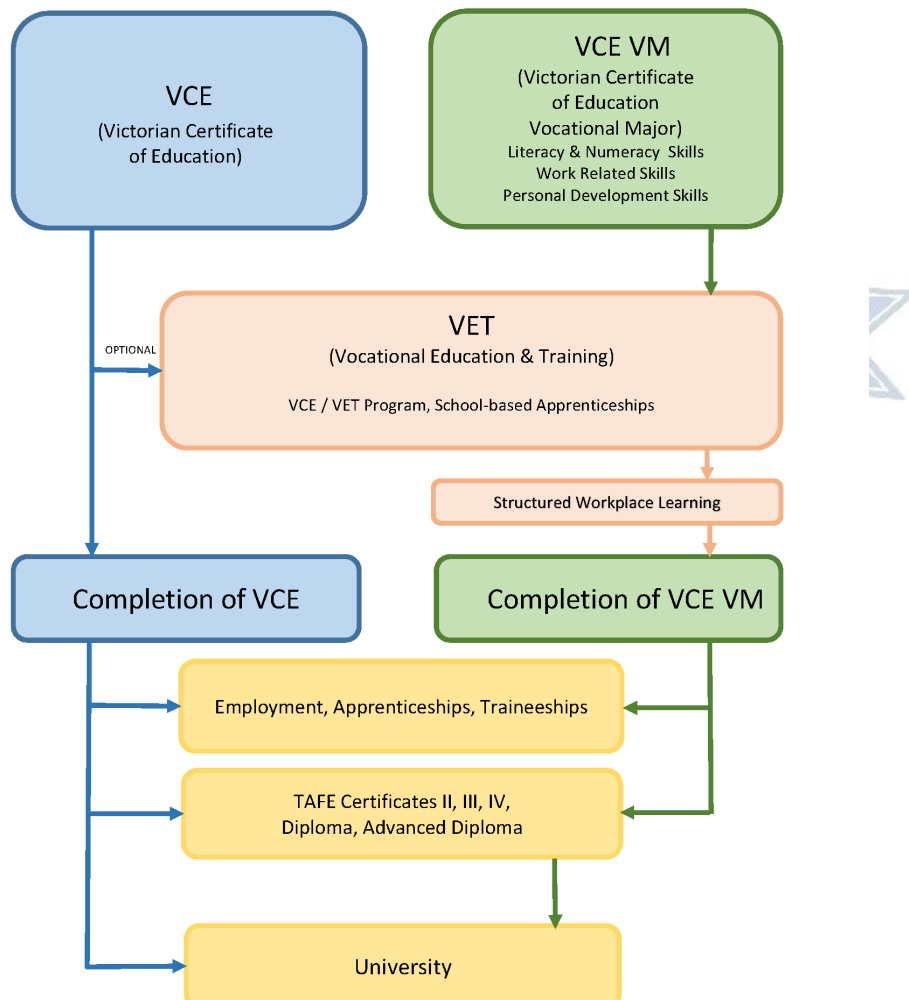 VCE
(Victorian Certificate
of Education)
VCE VM
(Victorian Certificate
of Education
Vocational Major)
Literacy & Numeracy Skills
Work Related Skills
Personal Development Skills
OPTIONAL
VET
(Vocational Education & Training)
VCE / VET Program, School-based Apprenticeships
Structured Workplace Learning
Completion of VCE
Completion of VCE VM
Employment, Apprenticeships, Traineeships
TAFE Certificates II, III, IV,
Diploma, Advanced Diploma
University